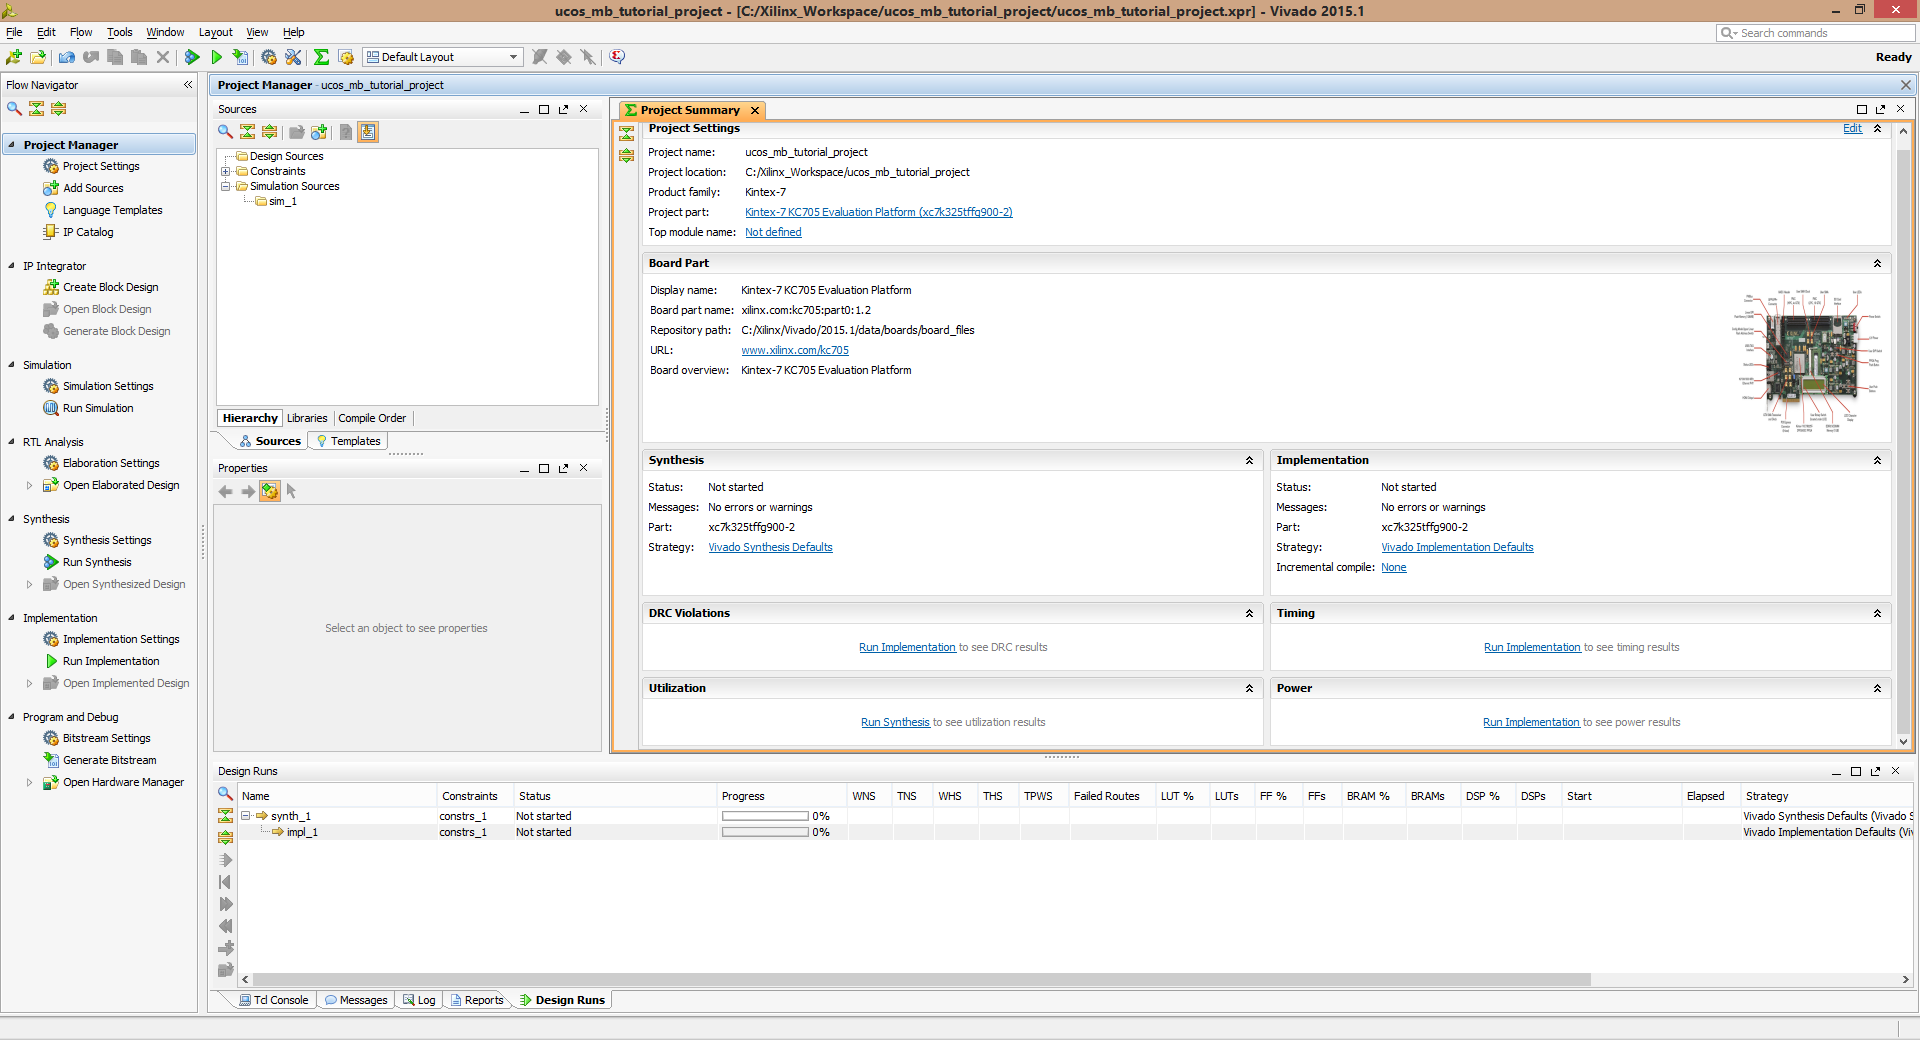 ucos_mb_tutorial_project - [C:/Xilinx_Workspace/ucos_mb_tutorial_project/ucos_mb_tutorial_project.xpr] - Vivado 2015.1
File Edit Flow Tools Window Layout View Help
Search commands
Default Layout
Ready
Flow Navigator
Project Manager
Project Settings
Add Sources
Language Templates
IP Catalog
IP Integrator
Create Block Design
Open Block Design
Generate Block Design
Simulation
Simulation Settings
Run Simulation
RTL Analysis
Elaboration Settings
Open Elaborated Design
Synthesis
Synthesis Settings
Run Synthesis
Open Synthesized Design
Implementation
Implementation Settings
Run Implementation
Open Implemented Design
Program and Debug
Bitstream Settings
Generate Bitstream
Open Hardware Manager
Project Manager - ucos_mb_tutorial_project
Sources
Design Sources
Constraints
Simulation Sources
sim_1
Hierarchy Libraries Compile Order
Sources Templates
Properties
Select an object to see properties
Project Summary
Project Settings Edit
Project name: ucos_mb_tutorial_project
Project location: C:/Xilinx_Workspace/ucos_mb_tutorial_project
Product family: Kintex-7
Project part: Kintex-7 KC705 Evaluation Platform (xc7k325tffg900-2)
Top module name: Not defined
Board Part
Display name: Kintex-7 KC705 Evaluation Platform
Board part name: xilinx.com:kc705:part0:1.2
Repository path: C:/Xilinx/Vivado/2015.1/data/boards/board_files
URL: www.xilinx.com/kc705
Board overview: Kintex-7 KC705 Evaluation Platform
Synthesis
Status: Not started
Messages: No errors or warnings
Part: xc7k325tffg900-2
Strategy: Vivado Synthesis Defaults
Implementation
Status: Not started
Messages: No errors or warnings
Part: xc7k325tffg900-2
Strategy: Vivado Implementation Defaults
Incremental compile: None
DRC Violations
Run Implementation to see DRC results
Timing
Run Implementation to see timing results
Utilization
Run Synthesis to see utilization results
Power
Run Implementation to see power results
Design Runs
Name Constraints Status Progress WNS TNS WHS THS TPWS Failed Routes LUT % LUTs FF % FFs BRAM % BRAMs DSP % DSPs Start Elapsed Strategy
synth_1 constrs_1 Not started 0% Vivado Synthesis Defaults (Vivado S
impl_1 constrs_1 Not started 0% Vivado Implementation Defaults (Viv
Tcl Console Messages Log Reports Design Runs